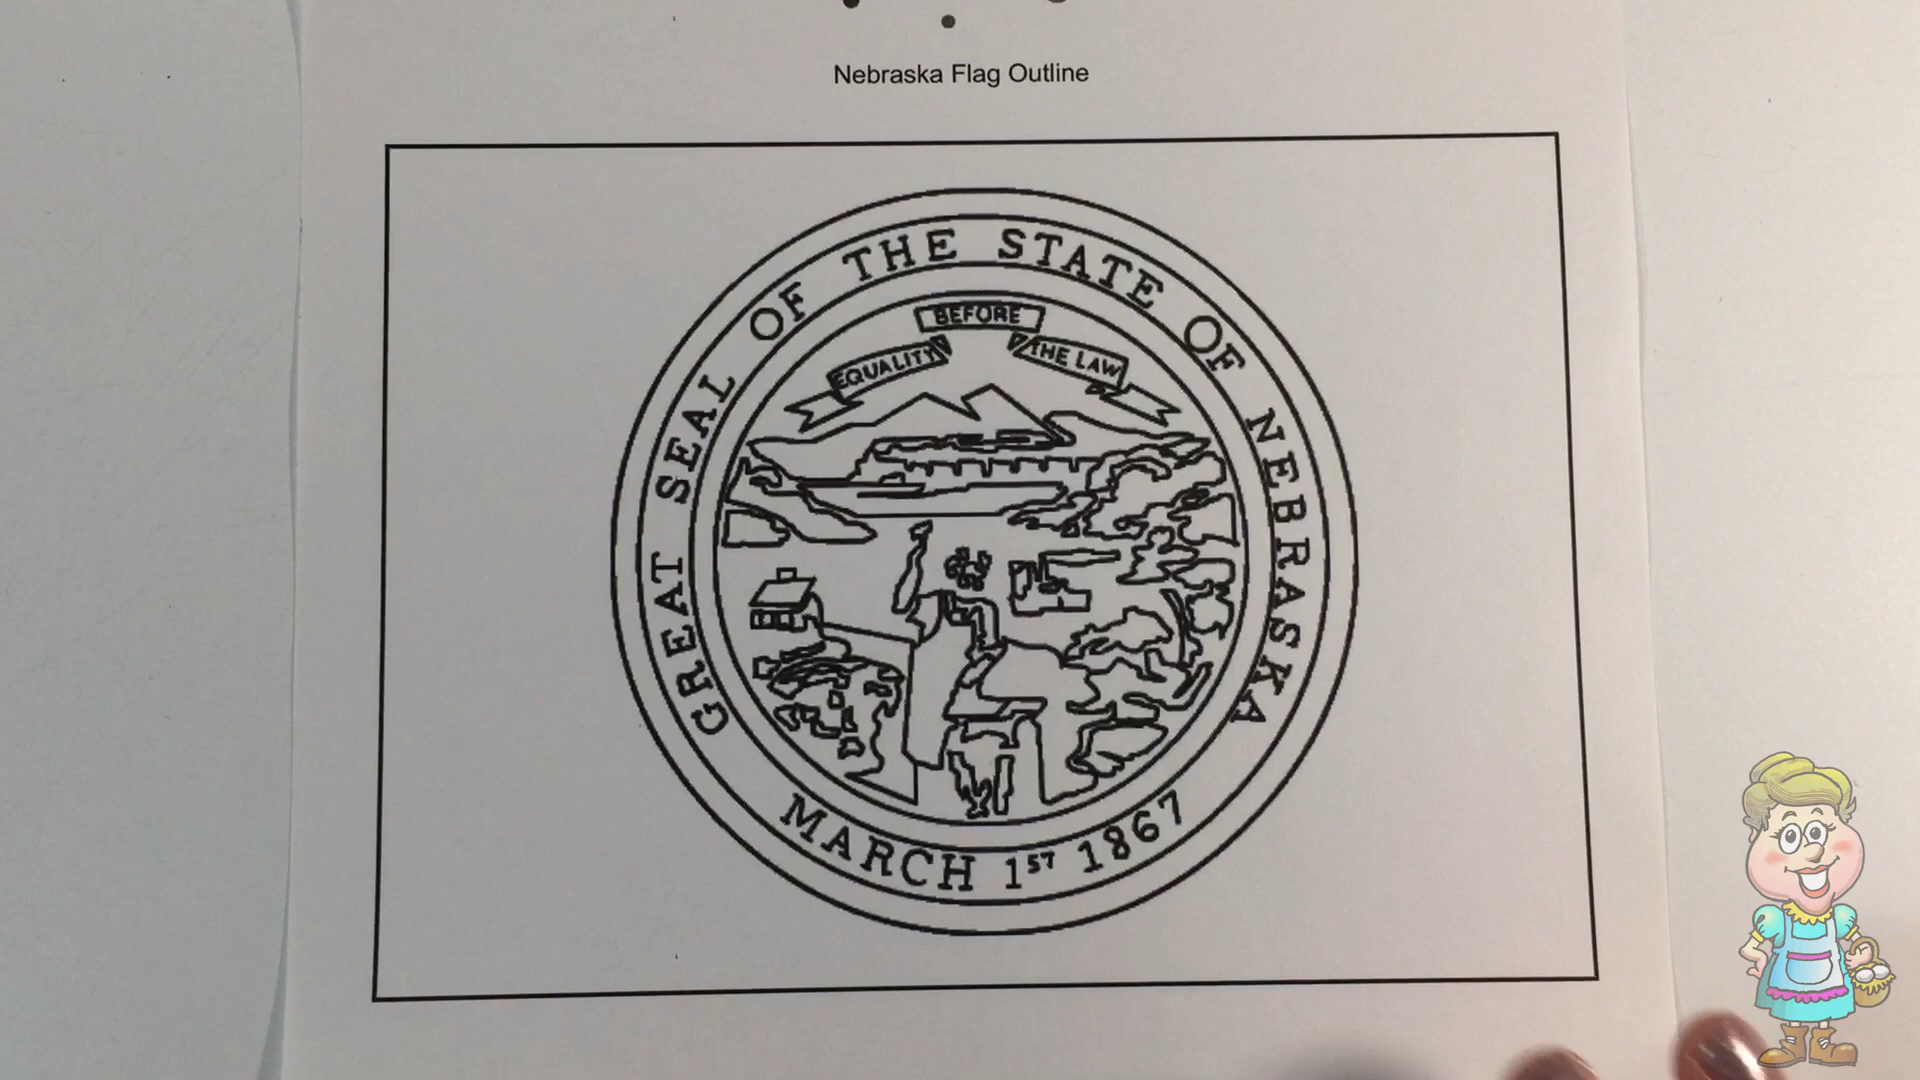 Nebraska Flag Outline
GREAT SEAL OF THE STATE OF NEBRASKA
BEFORE
EQUALITY
THE LAW
MARCH 1ST 1867